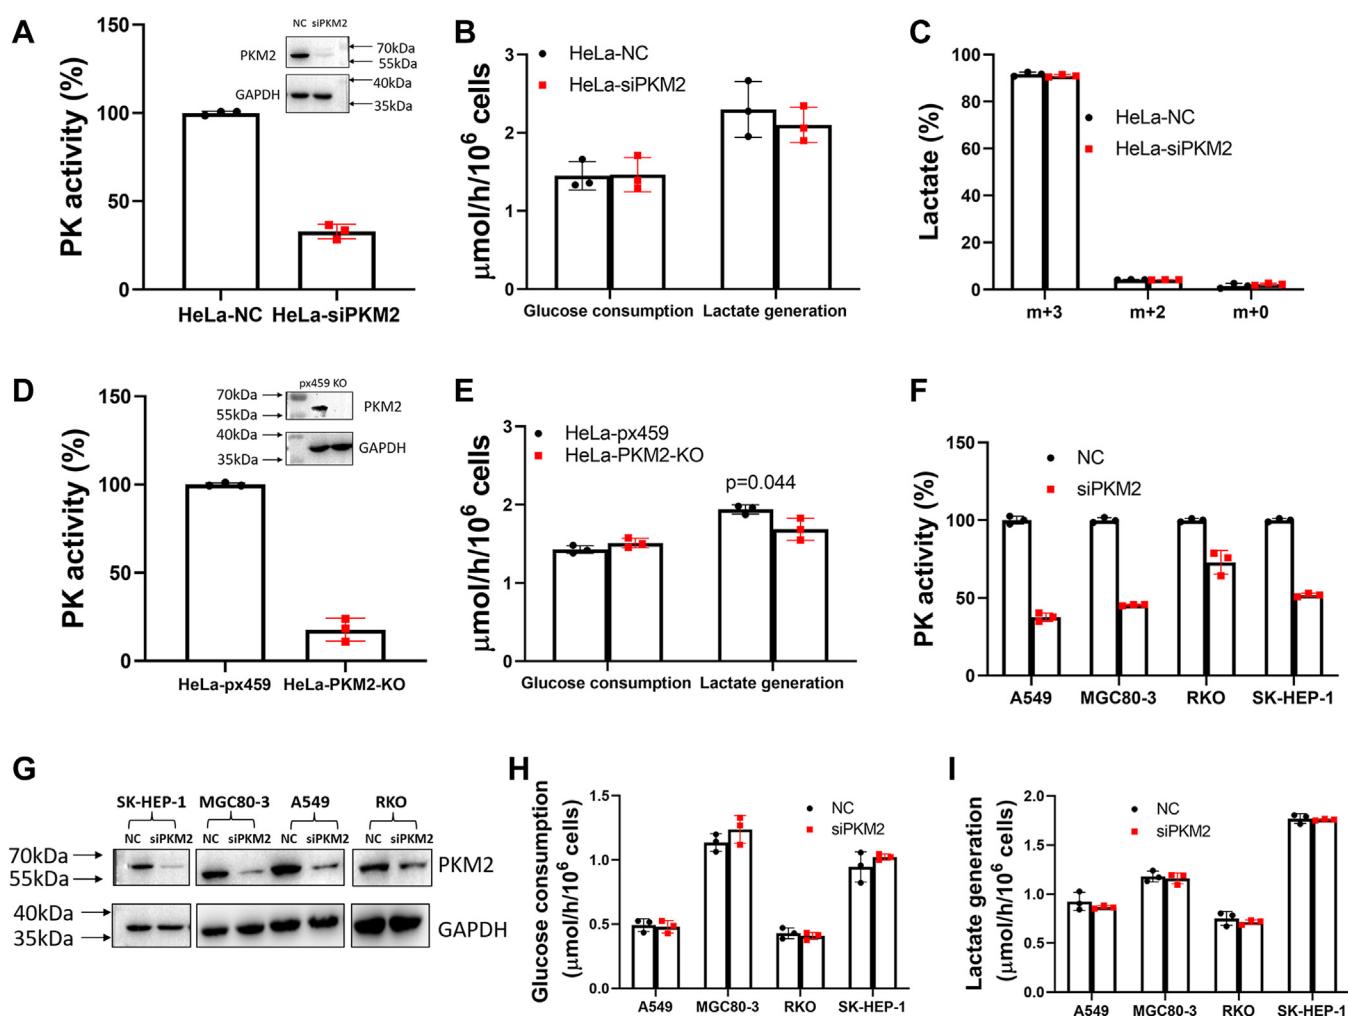 A
PK activity (%)
150
100
50
0
HeLa-NC HeLa-siPKM2
NC siPKM2
PKM2
GAPDH
70kDa
55kDa
40kDa
35kDa
B
μmol/h/10⁶ cells
3
2
1
0
HeLa-NC
HeLa-siPKM2
Glucose consumption Lactate generation
C
Lactate (%)
100
80
60
40
20
0
HeLa-NC
HeLa-siPKM2
m+3 m+2 m+0
D
PK activity (%)
150
100
50
0
px459 KO
70kDa
55kDa
40kDa
35kDa
PKM2
GAPDH
HeLa-px459 HeLa-PKM2-KO
E
μmol/h/10⁶ cells
3
2
1
0
HeLa-px459
HeLa-PKM2-KO
p=0.044
Glucose consumption Lactate generation
F
PK activity (%)
150
100
50
0
NC
siPKM2
A549 MGC80-3 RKO SK-HEP-1
G
SK-HEP-1 MGC80-3 A549 RKO
NC siPKM2 NC siPKM2 NC siPKM2 NC siPKM2
70kDa
55kDa
PKM2
40kDa
35kDa
GAPDH
H
Glucose consumption
(μmol/h/10⁶ cells)
1.5
1.0
0.5
0.0
NC
siPKM2
A549 MGC80-3 RKO SK-HEP-1
I
Lactate generation
(μmol/h/10⁶ cells)
2.0
1.5
1.0
0.5
0.0
NC
siPKM2
A549 MGC80-3 RKO SK-HEP-1